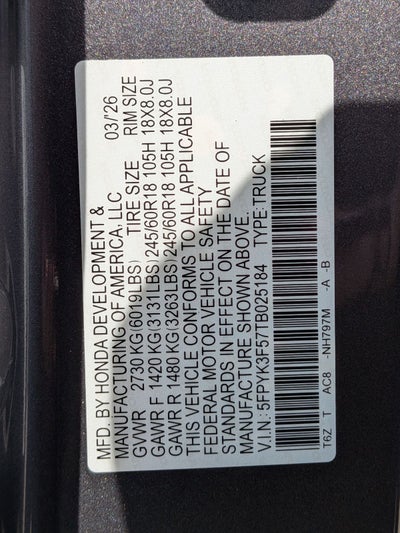 MFD. BY HONDA DEVELOPMENT &
MANUFACTURING OF AMERICA, LLC 03/'26
GVWR 2730 KG(6019LBS) TIRE SIZE RIM SIZE
GAWR F 1420 KG(3131LBS) 245/60R18 105H 18X8.0J
GAWR R 1480 KG(3263LBS) 245/60R18 105H 18X8.0J
THIS VEHICLE CONFORMS TO ALL APPLICABLE
FEDERAL MOTOR VEHICLE SAFETY
STANDARDS IN EFFECT ON THE DATE OF
MANUFACTURE SHOWN ABOVE.
V.I.N.: 5FPYK3F57TB025184 TYPE:TRUCK
T6Z T AC8 -NH797M -A -B